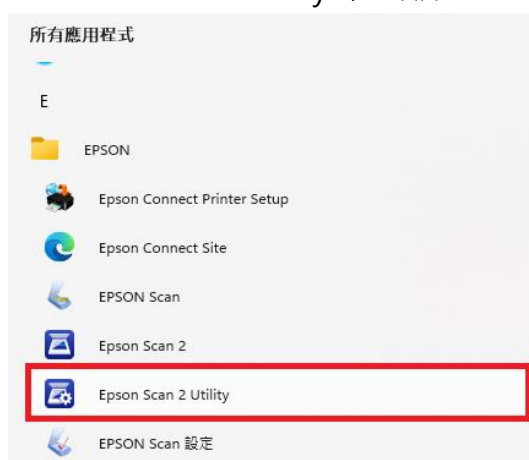 所有應用程式
E
EPSON
Epson Connect Printer Setup
Epson Connect Site
EPSON Scan
Epson Scan 2
Epson Scan 2 Utility
EPSON Scan 設定